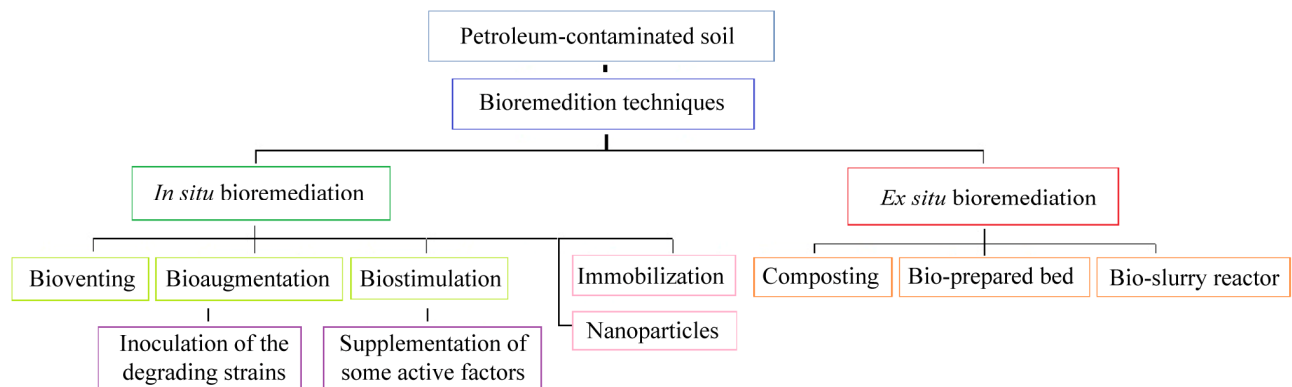 Petroleum-contaminated soil
Bioremedition techniques
In situ bioremediation
Ex situ bioremediation
Bioventing
Bioaugmentation
Biostimulation
Immobilization
Composting
Bio-prepared bed
Bio-slurry reactor
Nanoparticles
Inoculation of the
degrading strains
Supplementation of
some active factors